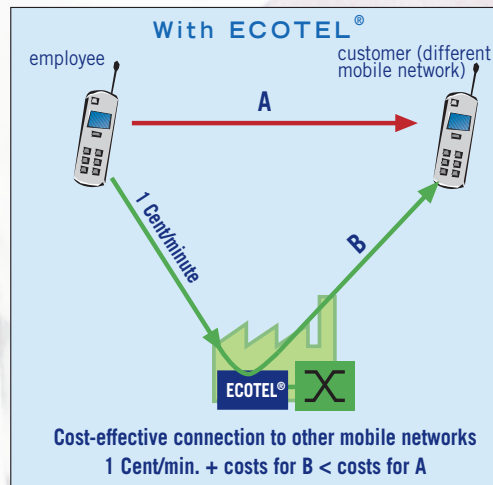 With ECOTEL®
employee
customer (different
mobile network)
A
1 Cent/minute
B
ECOTEL®
Cost-effective connection to other mobile networks
1 Cent/min. + costs for B < costs for A